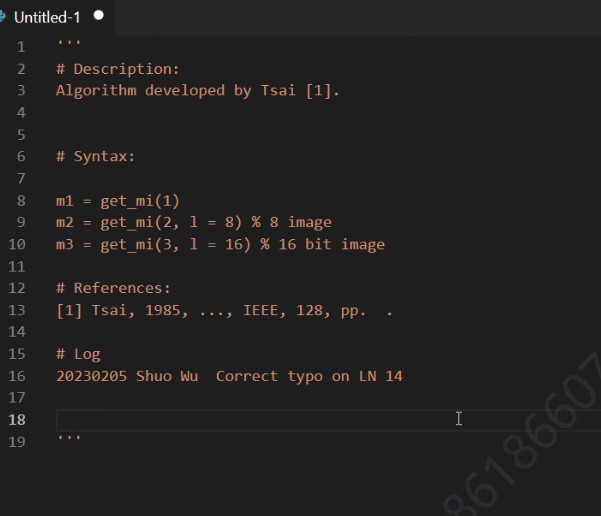 Untitled-1
1 '''
2 # Description:
3 Algorithm developed by Tsai [1].
4
5
6 # Syntax:
7
8 m1 = get_mi(1)
9 m2 = get_mi(2, l = 8) % 8 image
10 m3 = get_mi(3, l = 16) % 16 bit image
11
12 # References:
13 [1] Tsai, 1985, ..., IEEE, 128, pp.  .
14
15 # Log
16 20230205 Shuo Wu  Correct typo on LN 14
17
18
19 '''
86186607